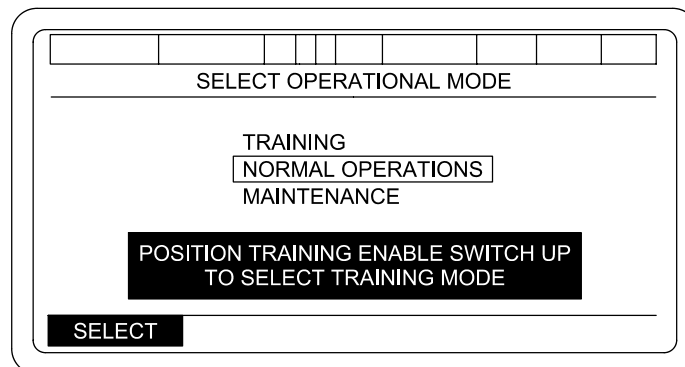 SELECT OPERATIONAL MODE
TRAINING
NORMAL OPERATIONS
MAINTENANCE
POSITION TRAINING ENABLE SWITCH UP
TO SELECT TRAINING MODE
SELECT